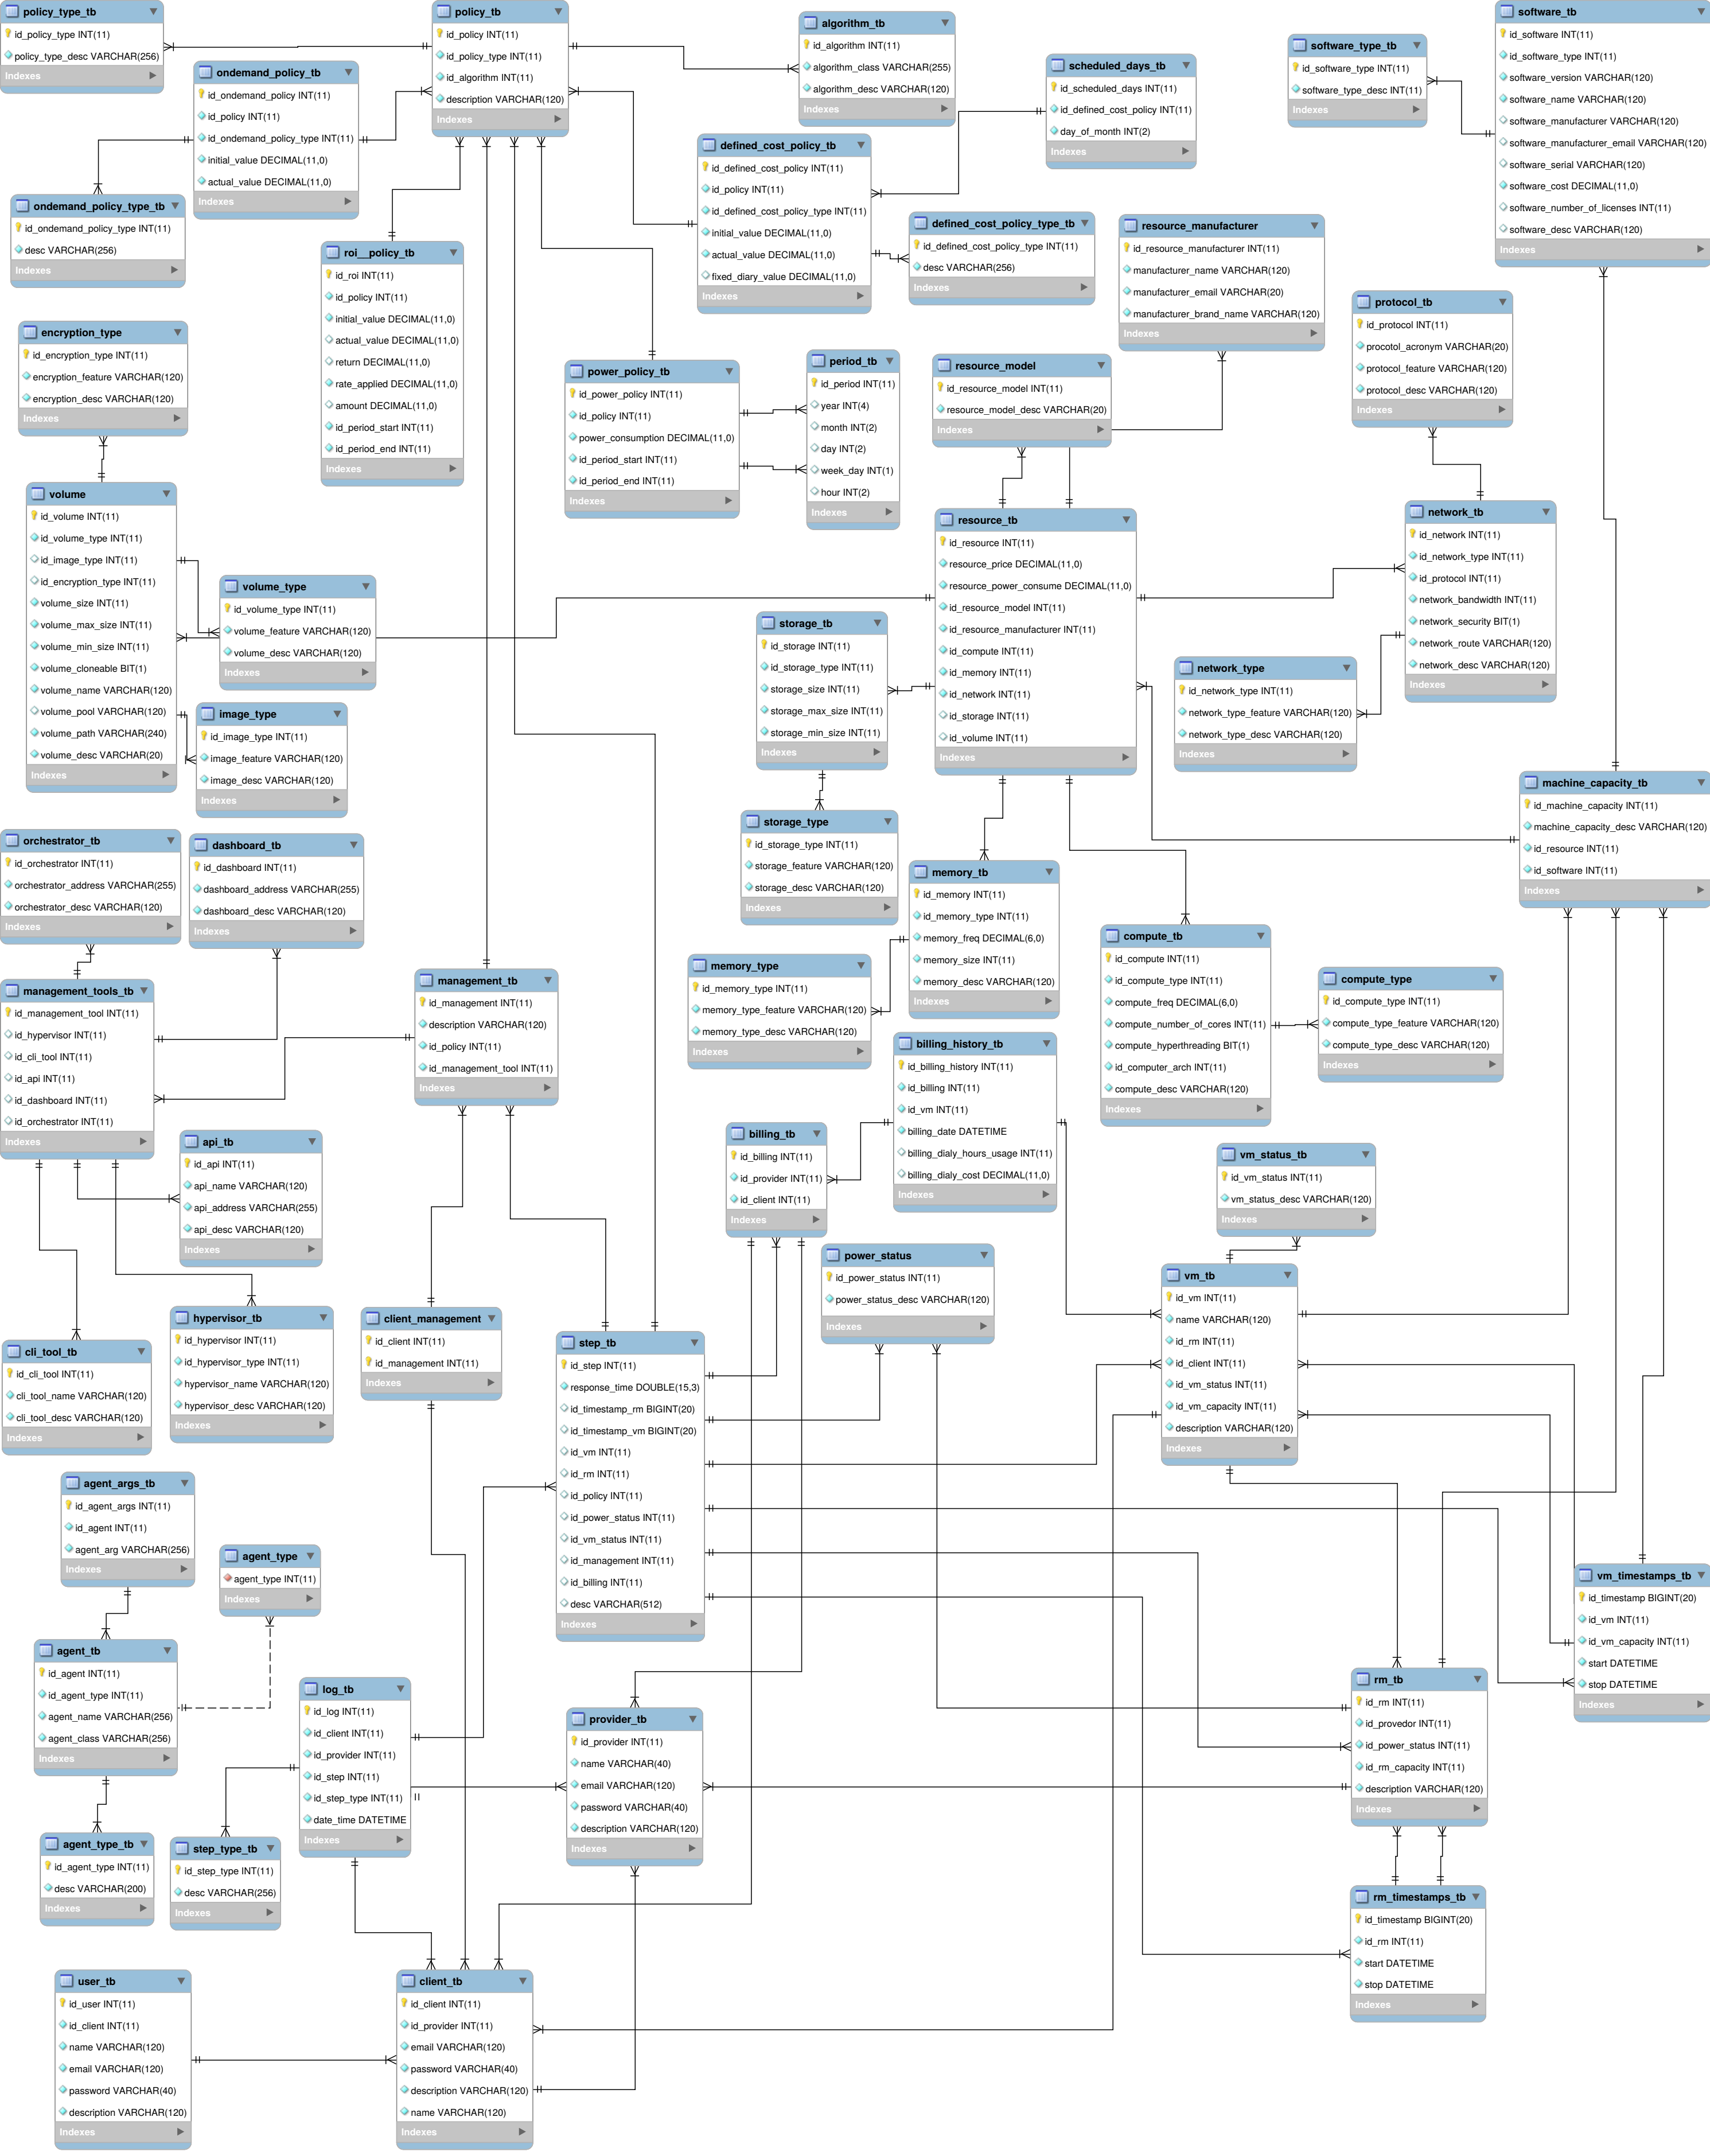 policy_type_tb
id_policy_type INT(11)
policy_type_desc VARCHAR(256)
Indexes
policy_tb
id_policy INT(11)
id_policy_type INT(11)
id_algorithm INT(11)
description VARCHAR(120)
Indexes
algorithm_tb
id_algorithm INT(11)
algorithm_class VARCHAR(255)
algorithm_desc VARCHAR(120)
Indexes
software_type_tb
id_software_type INT(11)
software_type_desc INT(11)
Indexes
software_tb
id_software INT(11)
id_software_type INT(11)
software_version VARCHAR(120)
software_name VARCHAR(120)
software_manufacturer VARCHAR(120)
software_manufacturer_email VARCHAR(120)
software_serial VARCHAR(120)
software_cost DECIMAL(11,0)
software_number_of_licenses INT(11)
software_desc VARCHAR(120)
Indexes
ondemand_policy_tb
id_ondemand_policy INT(11)
id_policy INT(11)
id_ondemand_policy_type INT(11)
initial_value DECIMAL(11,0)
actual_value DECIMAL(11,0)
Indexes
scheduled_days_tb
id_scheduled_days INT(11)
id_defined_cost_policy INT(11)
day_of_month INT(2)
Indexes
defined_cost_policy_tb
id_defined_cost_policy INT(11)
id_policy INT(11)
id_defined_cost_policy_type INT(11)
initial_value DECIMAL(11,0)
actual_value DECIMAL(11,0)
fixed_diary_value DECIMAL(11,0)
Indexes
ondemand_policy_type_tb
id_ondemand_policy_type INT(11)
desc VARCHAR(256)
Indexes
defined_cost_policy_type_tb
id_defined_cost_policy_type INT(11)
desc VARCHAR(256)
Indexes
resource_manufacturer
id_resource_manufacturer INT(11)
manufacturer_name VARCHAR(120)
manufacturer_email VARCHAR(20)
manufacturer_brand_name VARCHAR(120)
Indexes
roi__policy_tb
id_roi INT(11)
id_policy INT(11)
initial_value DECIMAL(11,0)
actual_value DECIMAL(11,0)
return DECIMAL(11,0)
rate_applied DECIMAL(11,0)
amount DECIMAL(11,0)
id_period_start INT(11)
id_period_end INT(11)
Indexes
protocol_tb
id_protocol INT(11)
procotol_acronym VARCHAR(20)
protocol_feature VARCHAR(120)
protocol_desc VARCHAR(120)
Indexes
encryption_type
id_encryption_type INT(11)
encryption_feature VARCHAR(120)
encryption_desc VARCHAR(120)
Indexes
power_policy_tb
id_power_policy INT(11)
id_policy INT(11)
power_consumption DECIMAL(11,0)
id_period_start INT(11)
id_period_end INT(11)
Indexes
period_tb
id_period INT(11)
year INT(4)
month INT(2)
day INT(2)
week_day INT(1)
hour INT(2)
Indexes
resource_model
id_resource_model INT(11)
resource_model_desc VARCHAR(20)
Indexes
volume
id_volume INT(11)
id_volume_type INT(11)
id_image_type INT(11)
id_encryption_type INT(11)
volume_size INT(11)
volume_max_size INT(11)
volume_min_size INT(11)
volume_cloneable BIT(1)
volume_name VARCHAR(120)
volume_pool VARCHAR(120)
volume_path VARCHAR(240)
volume_desc VARCHAR(20)
Indexes
resource_tb
id_resource INT(11)
resource_price DECIMAL(11,0)
resource_power_consume DECIMAL(11,0)
id_resource_model INT(11)
id_resource_manufacturer INT(11)
id_compute INT(11)
id_memory INT(11)
id_network INT(11)
id_storage INT(11)
id_volume INT(11)
Indexes
network_tb
id_network INT(11)
id_network_type INT(11)
id_protocol INT(11)
network_bandwidth INT(11)
network_security BIT(1)
network_route VARCHAR(120)
network_desc VARCHAR(120)
Indexes
volume_type
id_volume_type INT(11)
volume_feature VARCHAR(120)
volume_desc VARCHAR(120)
Indexes
storage_tb
id_storage INT(11)
id_storage_type INT(11)
storage_size INT(11)
storage_max_size INT(11)
storage_min_size INT(11)
Indexes
network_type
id_network_type INT(11)
network_type_feature VARCHAR(120)
network_type_desc VARCHAR(120)
Indexes
image_type
id_image_type INT(11)
image_feature VARCHAR(120)
image_desc VARCHAR(120)
Indexes
machine_capacity_tb
id_machine_capacity INT(11)
machine_capacity_desc VARCHAR(120)
id_resource INT(11)
id_software INT(11)
Indexes
storage_type
id_storage_type INT(11)
storage_feature VARCHAR(120)
storage_desc VARCHAR(120)
Indexes
orchestrator_tb
id_orchestrator INT(11)
orchestrator_address VARCHAR(255)
orchestrator_desc VARCHAR(120)
Indexes
dashboard_tb
id_dashboard INT(11)
dashboard_address VARCHAR(255)
dashboard_desc VARCHAR(120)
Indexes
memory_tb
id_memory INT(11)
id_memory_type INT(11)
memory_freq DECIMAL(6,0)
memory_size INT(11)
memory_desc VARCHAR(120)
Indexes
compute_tb
id_compute INT(11)
id_compute_type INT(11)
compute_freq DECIMAL(6,0)
compute_number_of_cores INT(11)
compute_hyperthreading BIT(1)
id_computer_arch INT(11)
compute_desc VARCHAR(120)
Indexes
memory_type
id_memory_type INT(11)
memory_type_feature VARCHAR(120)
memory_type_desc VARCHAR(120)
Indexes
compute_type
id_compute_type INT(11)
compute_type_feature VARCHAR(120)
compute_type_desc VARCHAR(120)
Indexes
management_tools_tb
id_management_tool INT(11)
id_hypervisor INT(11)
id_cli_tool INT(11)
id_api INT(11)
id_dashboard INT(11)
id_orchestrator INT(11)
Indexes
management_tb
id_management INT(11)
description VARCHAR(120)
id_policy INT(11)
id_management_tool INT(11)
Indexes
billing_history_tb
id_billing_history INT(11)
id_billing INT(11)
id_vm INT(11)
billing_date DATETIME
billing_dialy_hours_usage INT(11)
billing_dialy_cost DECIMAL(11,0)
Indexes
api_tb
id_api INT(11)
api_name VARCHAR(120)
api_address VARCHAR(255)
api_desc VARCHAR(120)
Indexes
billing_tb
id_billing INT(11)
id_provider INT(11)
id_client INT(11)
Indexes
vm_status_tb
id_vm_status INT(11)
vm_status_desc VARCHAR(120)
Indexes
power_status
id_power_status INT(11)
power_status_desc VARCHAR(120)
Indexes
vm_tb
id_vm INT(11)
name VARCHAR(120)
id_rm INT(11)
id_client INT(11)
id_vm_status INT(11)
id_vm_capacity INT(11)
description VARCHAR(120)
Indexes
hypervisor_tb
id_hypervisor INT(11)
id_hypervisor_type INT(11)
hypervisor_name VARCHAR(120)
hypervisor_desc VARCHAR(120)
Indexes
client_management
id_client INT(11)
id_management INT(11)
Indexes
cli_tool_tb
id_cli_tool INT(11)
cli_tool_name VARCHAR(120)
cli_tool_desc VARCHAR(120)
Indexes
step_tb
id_step INT(11)
response_time DOUBLE(15,3)
id_timestamp_rm BIGINT(20)
id_timestamp_vm BIGINT(20)
id_vm INT(11)
id_rm INT(11)
id_policy INT(11)
id_power_status INT(11)
id_vm_status INT(11)
id_management INT(11)
id_billing INT(11)
desc VARCHAR(512)
Indexes
agent_args_tb
id_agent_args INT(11)
id_agent INT(11)
agent_arg VARCHAR(256)
Indexes
agent_type
agent_type INT(11)
Indexes
vm_timestamps_tb
id_timestamp BIGINT(20)
id_vm INT(11)
id_vm_capacity INT(11)
start DATETIME
stop DATETIME
Indexes
agent_tb
id_agent INT(11)
id_agent_type INT(11)
agent_name VARCHAR(256)
agent_class VARCHAR(256)
Indexes
log_tb
id_log INT(11)
id_client INT(11)
id_provider INT(11)
id_step INT(11)
id_step_type INT(11)
date_time DATETIME
Indexes
provider_tb
id_provider INT(11)
name VARCHAR(40)
email VARCHAR(120)
password VARCHAR(40)
description VARCHAR(120)
Indexes
rm_tb
id_rm INT(11)
id_provedor INT(11)
id_power_status INT(11)
id_rm_capacity INT(11)
description VARCHAR(120)
Indexes
agent_type_tb
id_agent_type INT(11)
desc VARCHAR(200)
Indexes
step_type_tb
id_step_type INT(11)
desc VARCHAR(256)
Indexes
rm_timestamps_tb
id_timestamp BIGINT(20)
id_rm INT(11)
start DATETIME
stop DATETIME
Indexes
user_tb
id_user INT(11)
id_client INT(11)
name VARCHAR(120)
email VARCHAR(120)
password VARCHAR(40)
description VARCHAR(120)
Indexes
client_tb
id_client INT(11)
id_provider INT(11)
email VARCHAR(120)
password VARCHAR(40)
description VARCHAR(120)
name VARCHAR(120)
Indexes